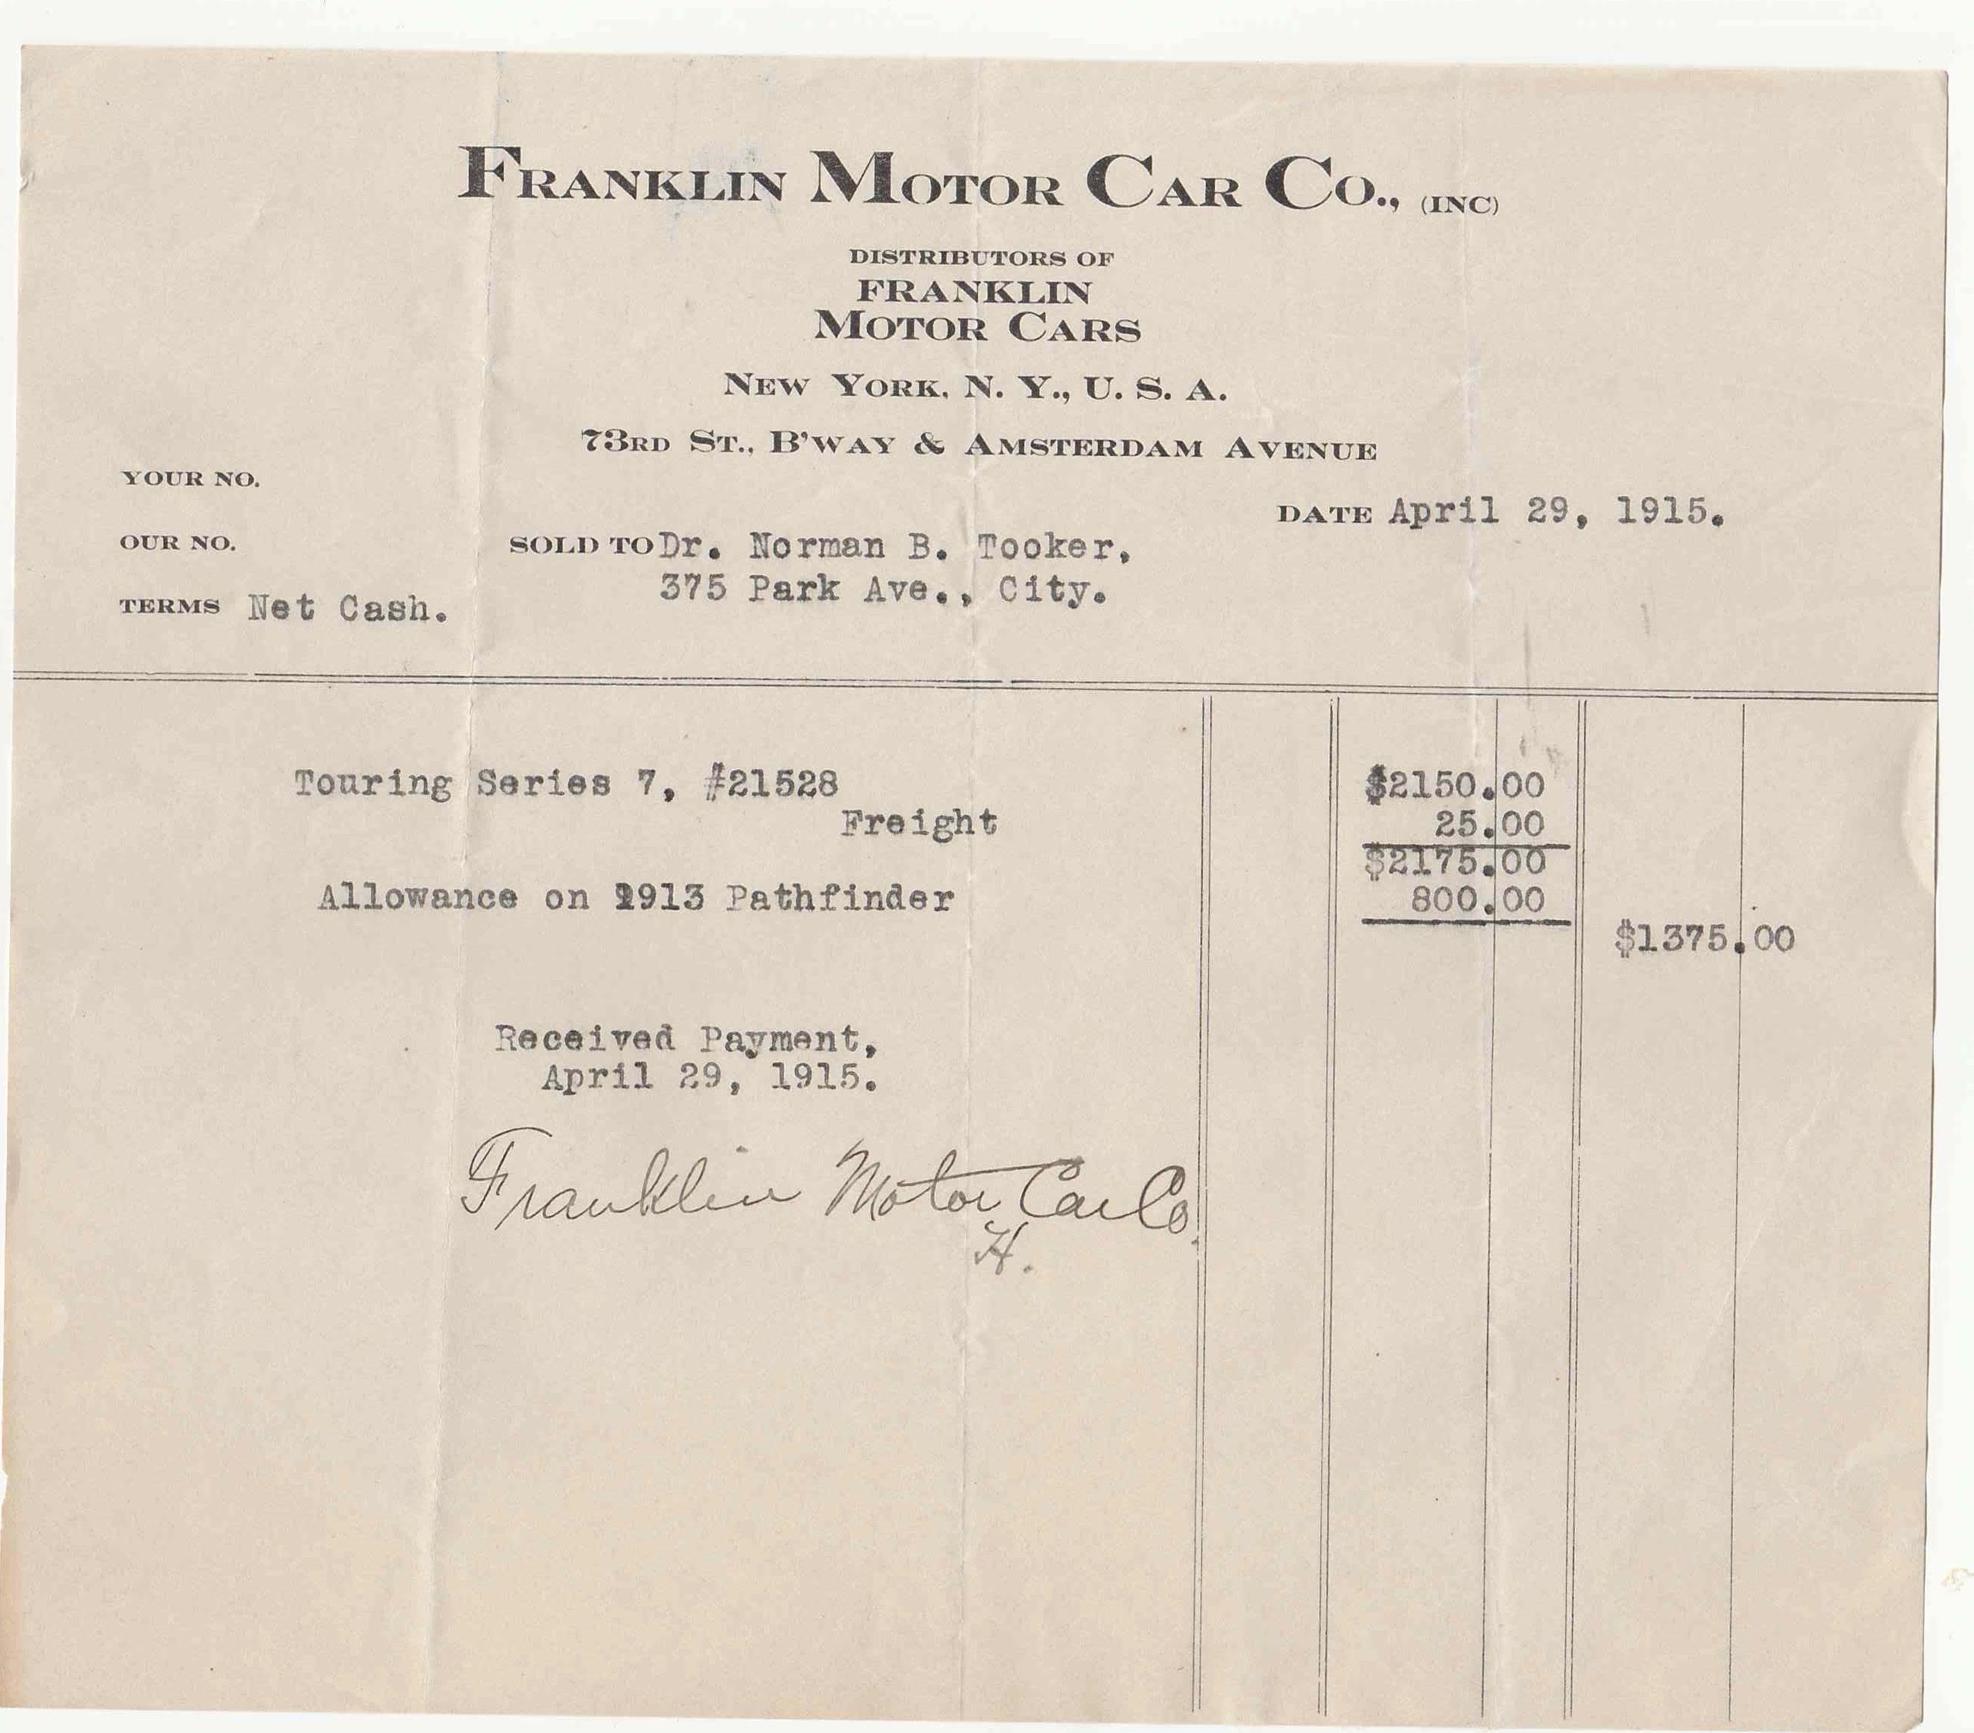 FRANKLIN MOTOR CAR CO., (INC)
DISTRIBUTORS OF
FRANKLIN
MOTOR CARS
NEW YORK, N. Y., U. S. A.
73RD ST., B'WAY & AMSTERDAM AVENUE
YOUR NO.
DATE April 29, 1915.
OUR NO.
SOLD TO Dr. Norman B. Tooker,
375 Park Ave., City.
TERMS Net Cash.
Touring Series 7, #21528 $2150.00
Freight 25.00
$2175.00
Allowance on 1913 Pathfinder 800.00
$1375.00
Received Payment,
April 29, 1915.
Franklin Motor Car Co.
H.